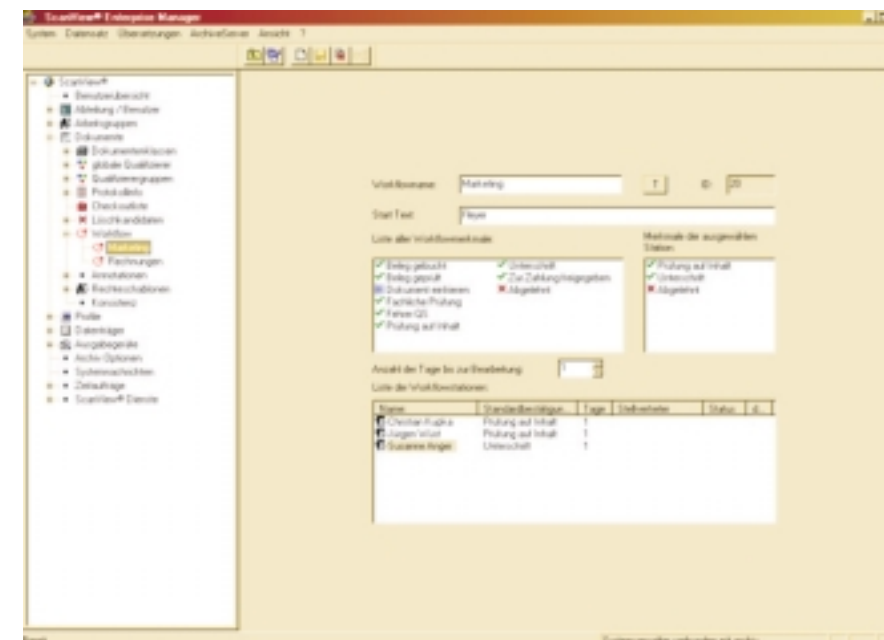 ScanView® Enterprise Manager
System Datensatz Übersetzungen ArchiveServer Ansicht ?
ScanView®
Benutzerübersicht
Abteilung / Benutzer
Arbeitsgruppen
Dokumente
Dokumentenklassen
globale Qualifizierer
Qualifizierergruppen
Protokollinfo
Checkoutliste
Löschkandidaten
Workflow
Marketing
Rechnungen
Annotationen
Rechteschablonen
Konsistenz
Profile
Datenträger
Ausgabegeräte
Archiv Optionen
Systemnachrichten
Zeitaufträge
ScanView® Dienste
Workflowname: Marketing ? ID: 20
Start Text: Fleyer
Liste aller Workflowmerkmale:
Beleg gebucht
Beleg geprüft
Dokument editieren
Fachliche Prüfung
Fehler QS
Prüfung auf Inhalt
Unterschrift
Zur Zahlung freigegeben
Abgelehnt
Merkmale der ausgewählten
Station:
Prüfung auf Inhalt
Unterschrift
Abgelehnt
Anzahl der Tage bis zur Bearbeitung: 1
Liste der Workflowstationen:
Name Standardbestätigun... Tage Stellvertreter Status d...
Christian Kupka Prüfung auf Inhalt 1
Jürgen Wüst Prüfung auf Inhalt 1
Susanne Anger Unterschrift 1